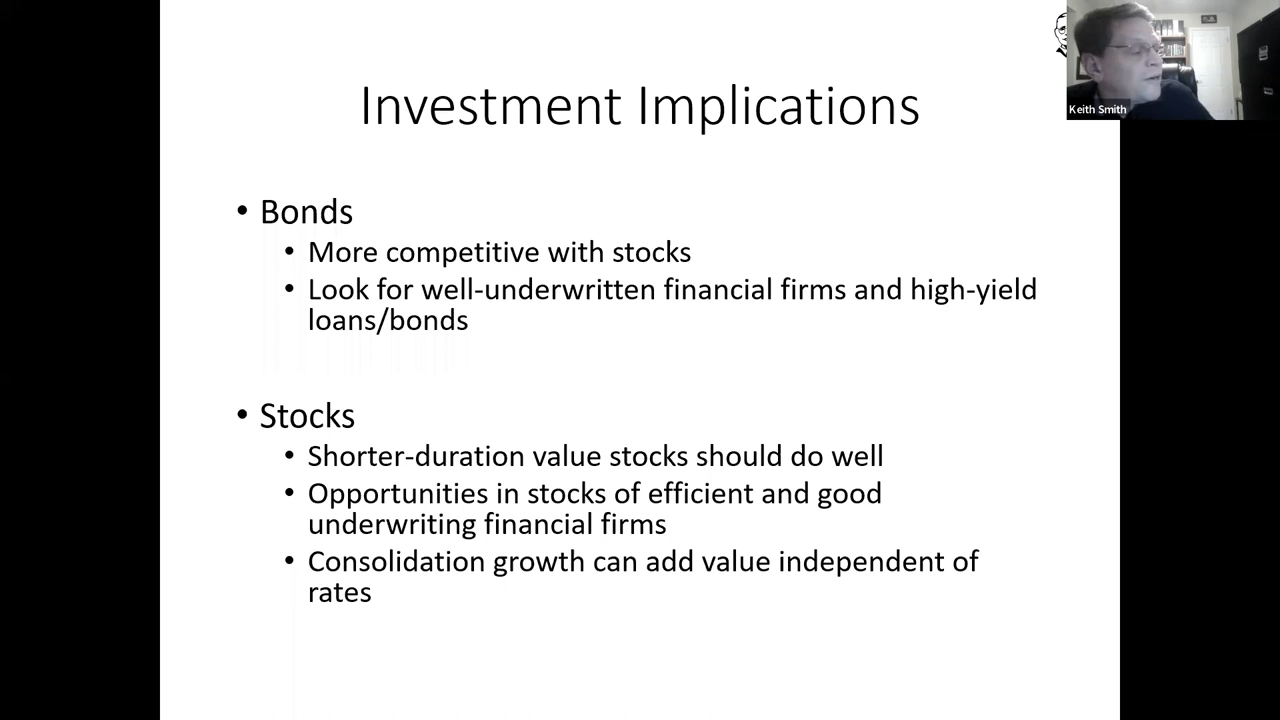 Keith Smith
Investment Implications
• Bonds
• More competitive with stocks
• Look for well-underwritten financial firms and high-yield
loans/bonds
• Stocks
• Shorter-duration value stocks should do well
• Opportunities in stocks of efficient and good
underwriting financial firms
• Consolidation growth can add value independent of
rates